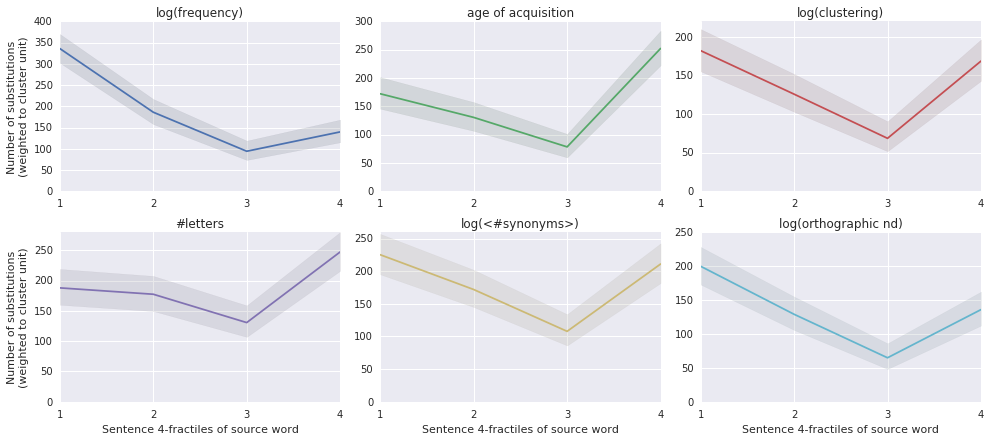 log(frequency)
age of acquisition
log(clustering)
Number of substitutions
(weighted to cluster unit)
400
350
300
250
200
150
100
50
0
1 2 3 4
300
250
200
150
100
50
0
1 2 3 4
200
150
100
50
0
1 2 3 4
#letters
log(<#synonyms>)
log(orthographic nd)
Number of substitutions
(weighted to cluster unit)
250
200
150
100
50
0
1 2 3 4
Sentence 4-fractiles of source word
250
200
150
100
50
0
1 2 3 4
Sentence 4-fractiles of source word
250
200
150
100
50
0
1 2 3 4
Sentence 4-fractiles of source word